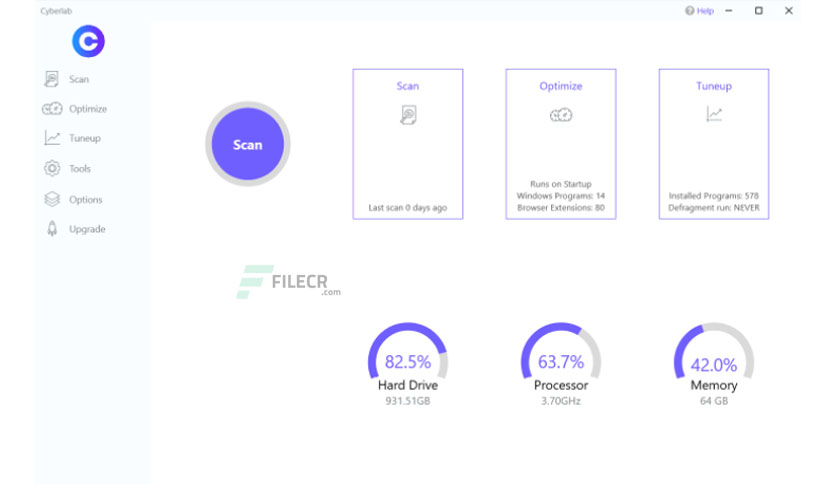 Cyberlab
Help
Scan
Optimize
Tuneup
Tools
Options
Upgrade
Scan
Scan
Last scan 0 days ago
Optimize
Runs on Startup
Windows Programs: 14
Browser Extensions: 80
Tuneup
Installed Programs: 578
Defragment run: NEVER
FILECR
.com
82.5%
Hard Drive
931.51GB
63.7%
Processor
3.70GHz
42.0%
Memory
64 GB